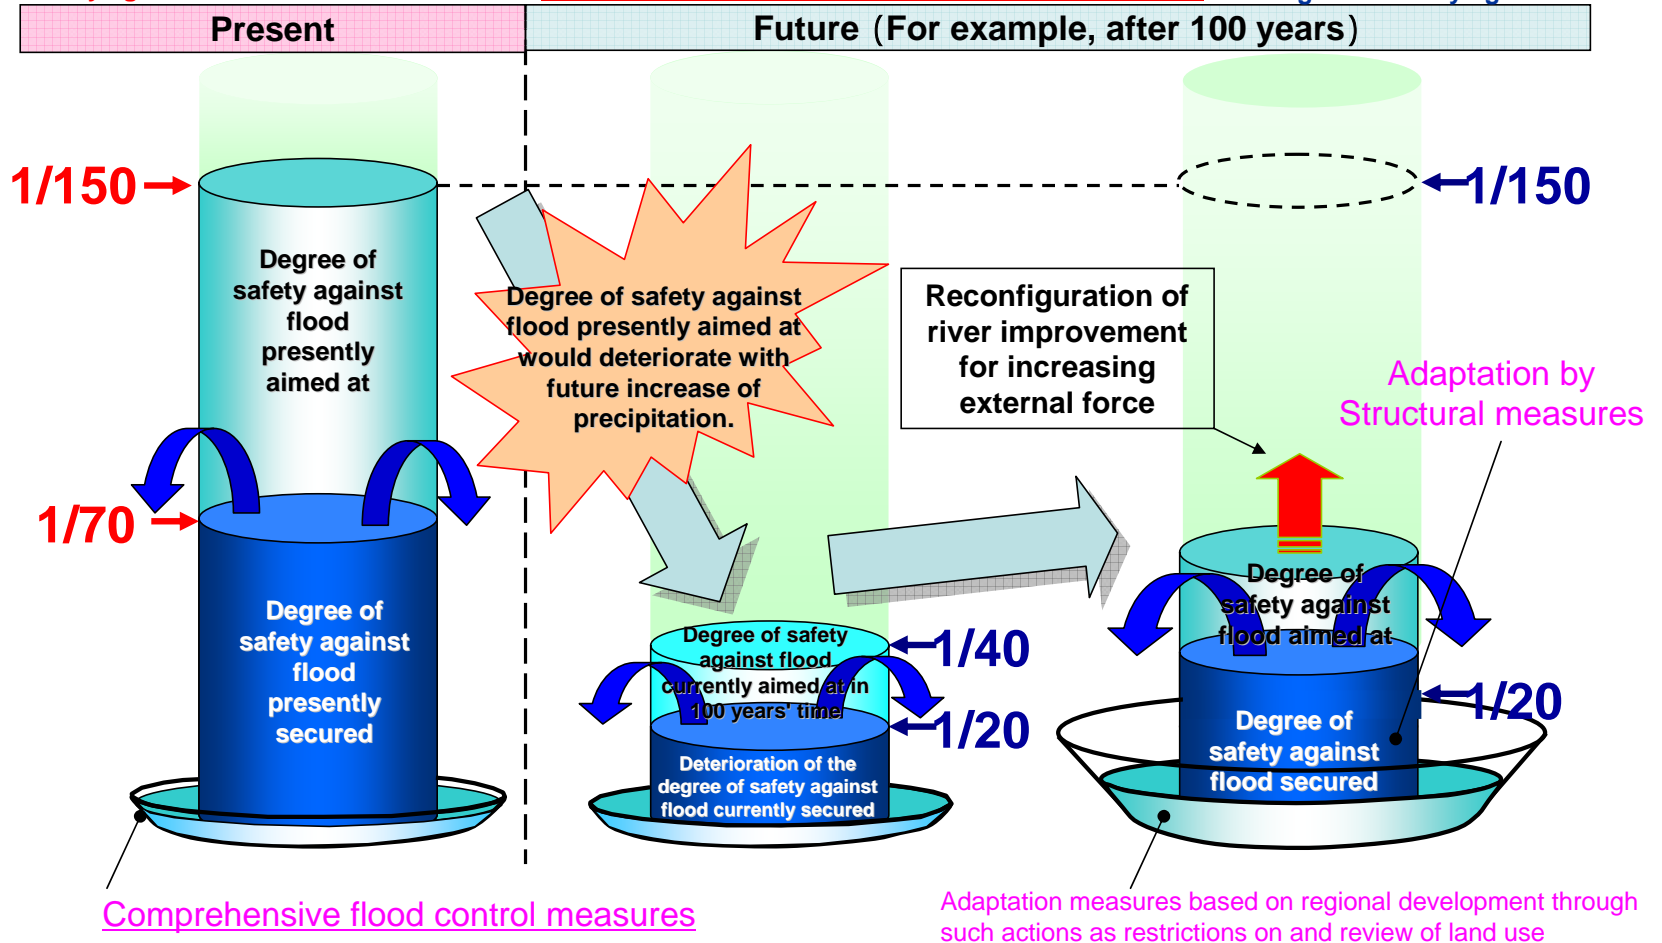 Present
Future (For example, after 100 years)
1/150
1/150
Degree of
safety against
flood
presently
aimed at
Degree of safety against
flood presently aimed at
would deteriorate with
future increase of
precipitation.
Reconfiguration of
river improvement
for increasing
external force
Adaptation by
Structural measures
1/70
Degree of
safety against
flood
presently
secured
Degree of safety
against flood
currently aimed at in
100 years' time
1/40
1/20
Deterioration of the
degree of safety against
flood currently secured
Degree of
safety against
flood aimed at
1/20
Degree of
safety against
flood secured
Comprehensive flood control measures
Adaptation measures based on regional development through
such actions as restrictions on and review of land use